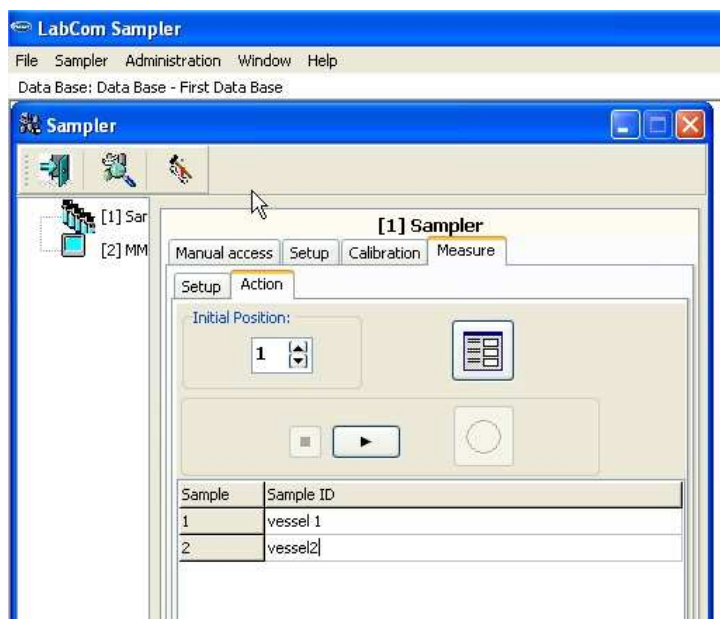 LabCom Sampler
File Sampler Administration Window Help
Data Base: Data Base - First Data Base
Sampler
[1] Sar
[2] MM
[1] Sampler
Manual access Setup Calibration Measure
Setup Action
Initial Position:
1
Sample Sample ID
1 vessel 1
2 vessel2